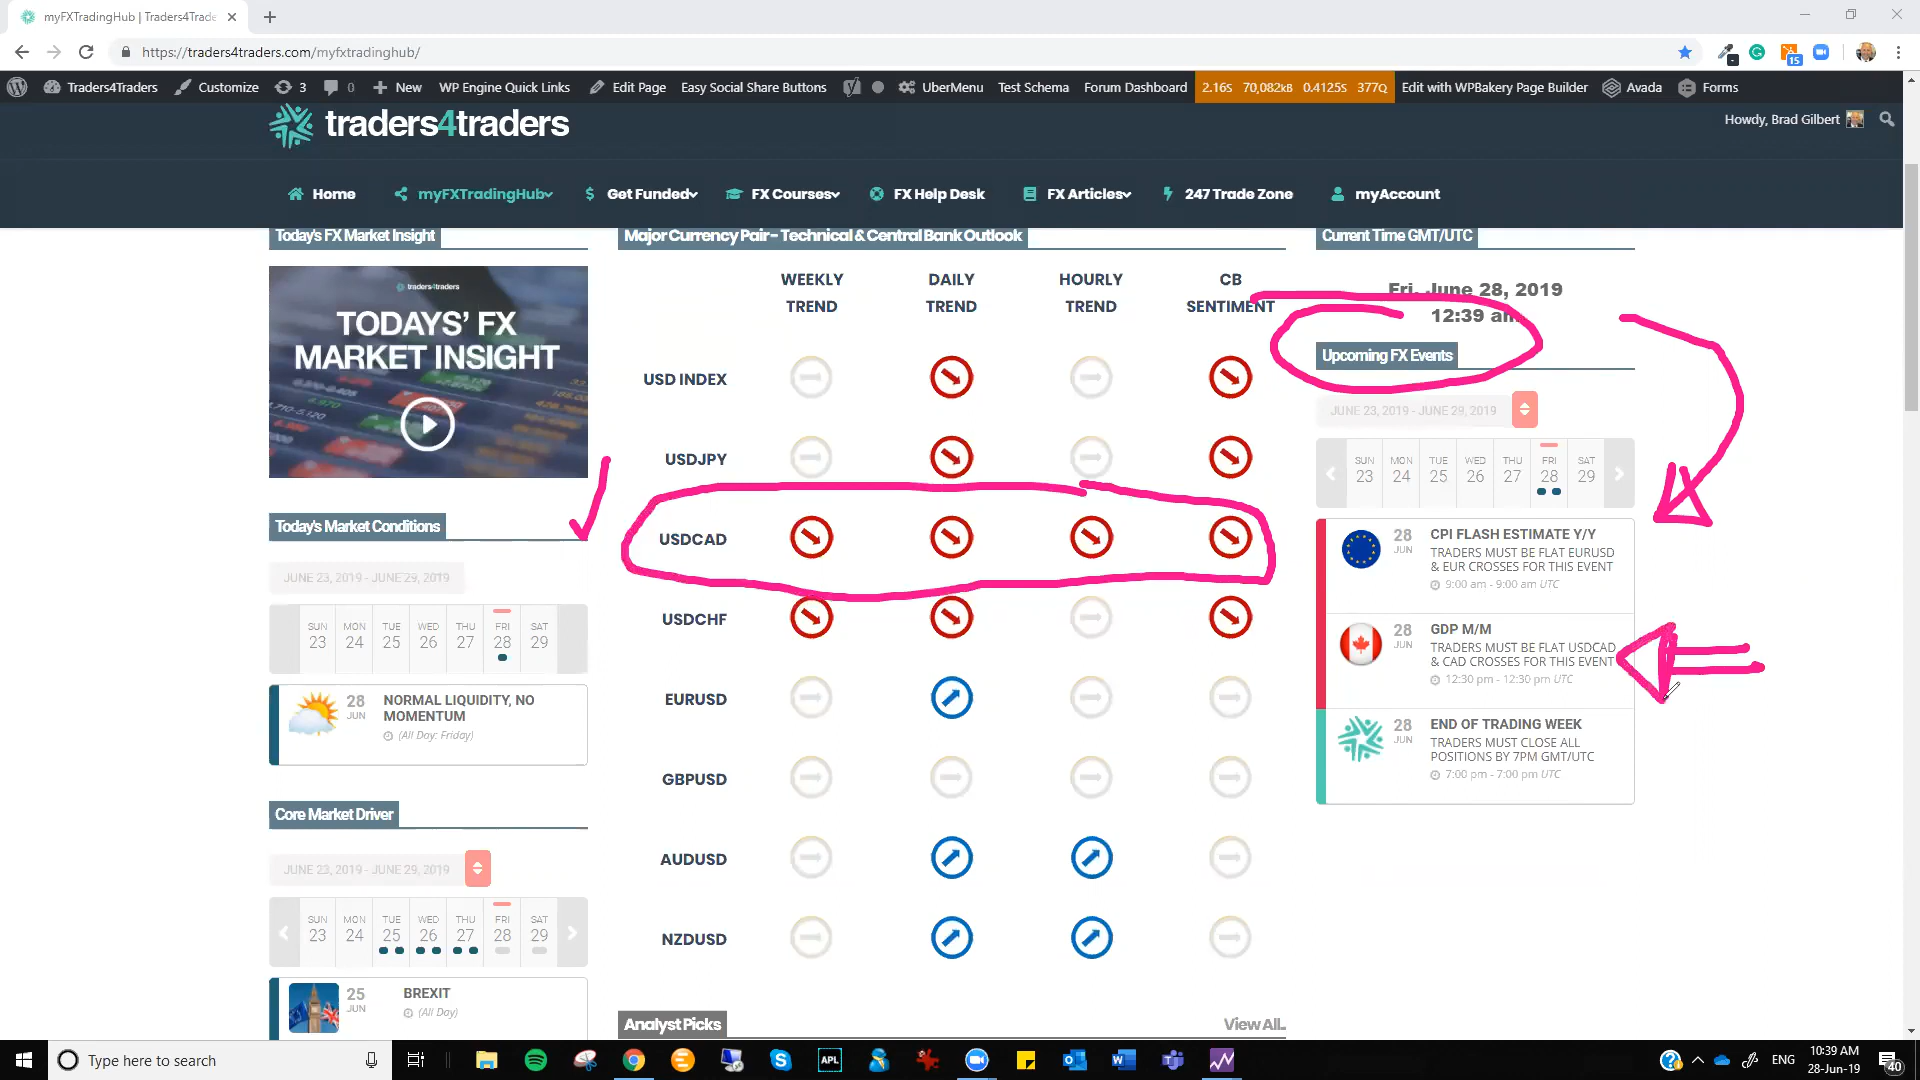 myFXTradingHub | Traders4Trade
https://traders4traders.com/myfxtradinghub/
15
Traders4Traders Customize 3 0 New WP Engine Quick Links Edit Page Easy Social Share Buttons UberMenu Test Schema Forum Dashboard 2.16S 70,082kB 0.4125S 377Q Edit with WPBakery Page Builder Avada Forms
traders4traders
Howdy, Brad Gilbert
Home myFXTradingHub Get Funded FX Courses FX Help Desk FX Articles 247 Trade Zone myAccount
Today's FX Market Insight
traders4traders
TODAYS' FX
MARKET INSIGHT
Today's Market Conditions
JUNE 23, 2019 - JUNE 29, 2019
SUN MON TUE WED THU FRI SAT
23 24 25 26 27 28 29
28
JUN
NORMAL LIQUIDITY, NO
MOMENTUM
(All Day: Friday)
Core Market Driver
JUNE 23, 2019 - JUNE 29, 2019
SUN MON TUE WED THU FRI SAT
23 24 25 26 27 28 29
25
JUN
BREXIT
(All Day)
Major Currency Pair - Technical & Central Bank Outlook
WEEKLY TREND
DAILY TREND
HOURLY TREND
CB SENTIMENT
USD INDEX
USDJPY
USDCAD
USDCHF
EURUSD
GBPUSD
AUDUSD
NZDUSD
Analyst Picks
View All..
Current Time GMT/UTC
Fri, June 28, 2019
12:39 am
Upcoming FX Events
JUNE 23, 2019 - JUNE 29, 2019
SUN MON TUE WED THU FRI SAT
23 24 25 26 27 28 29
28
JUN
CPI FLASH ESTIMATE Y/Y
TRADERS MUST BE FLAT EURUSD
& EUR CROSSES FOR THIS EVENT
9:00 am - 9:00 am UTC
28
JUN
GDP M/M
TRADERS MUST BE FLAT USDCAD
& CAD CROSSES FOR THIS EVENT
12:30 pm - 12:30 pm UTC
28
JUN
END OF TRADING WEEK
TRADERS MUST CLOSE ALL
POSITIONS BY 7PM GMT/UTC
7:00 pm - 7:00 pm UTC
Type here to search
APL
ENG
10:39 AM
28-Jun-19
40